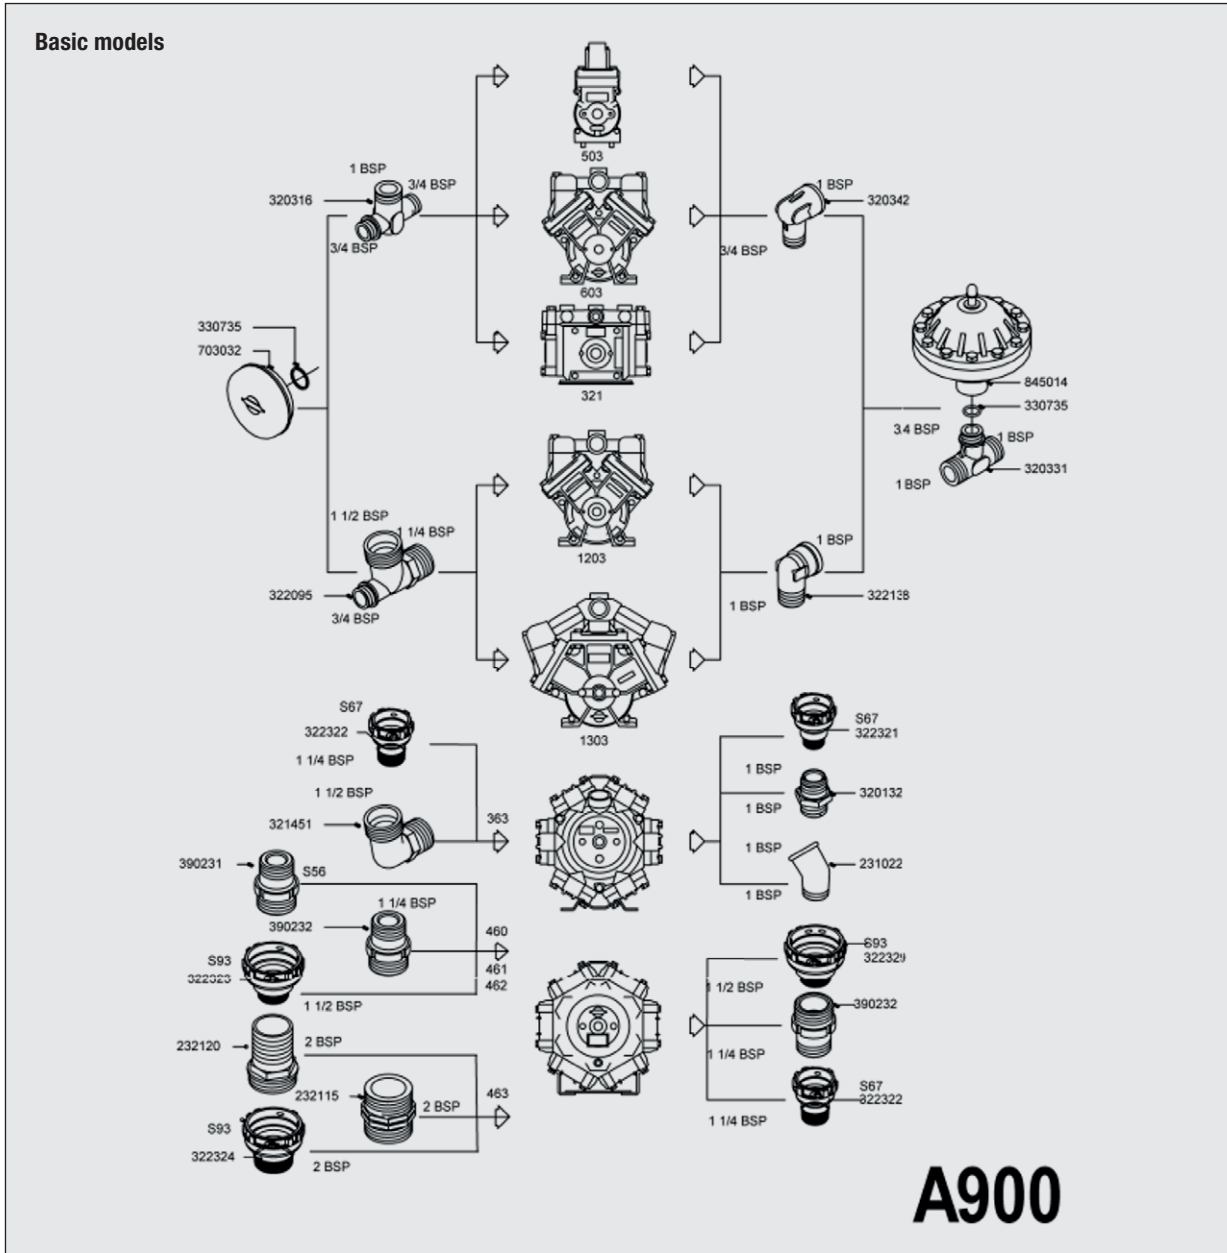 Basic models
503
1 BSP
3/4 BSP
320316
3/4 BSP
1 BSP
320342
3/4 BSP
603
330735
703032
321
845014
330735
3.4 BSP
1 BSP
320331
1 BSP
1 1/2 BSP
1 1/4 BSP
322095
3/4 BSP
1203
1 BSP
322138
1 BSP
1303
S67
322322
1 1/4 BSP
S67
322321
1 BSP
1 1/2 BSP
321451
363
320132
1 BSP
1 BSP
231022
1 BSP
390231
S56
1 1/4 BSP
390232
460
461
462
S93
322323
1 1/2 BSP
S93
322329
1 1/2 BSP
390232
1 1/4 BSP
232120
2 BSP
232115
2 BSP
463
S67
322322
1 1/4 BSP
S93
322324
2 BSP
A900